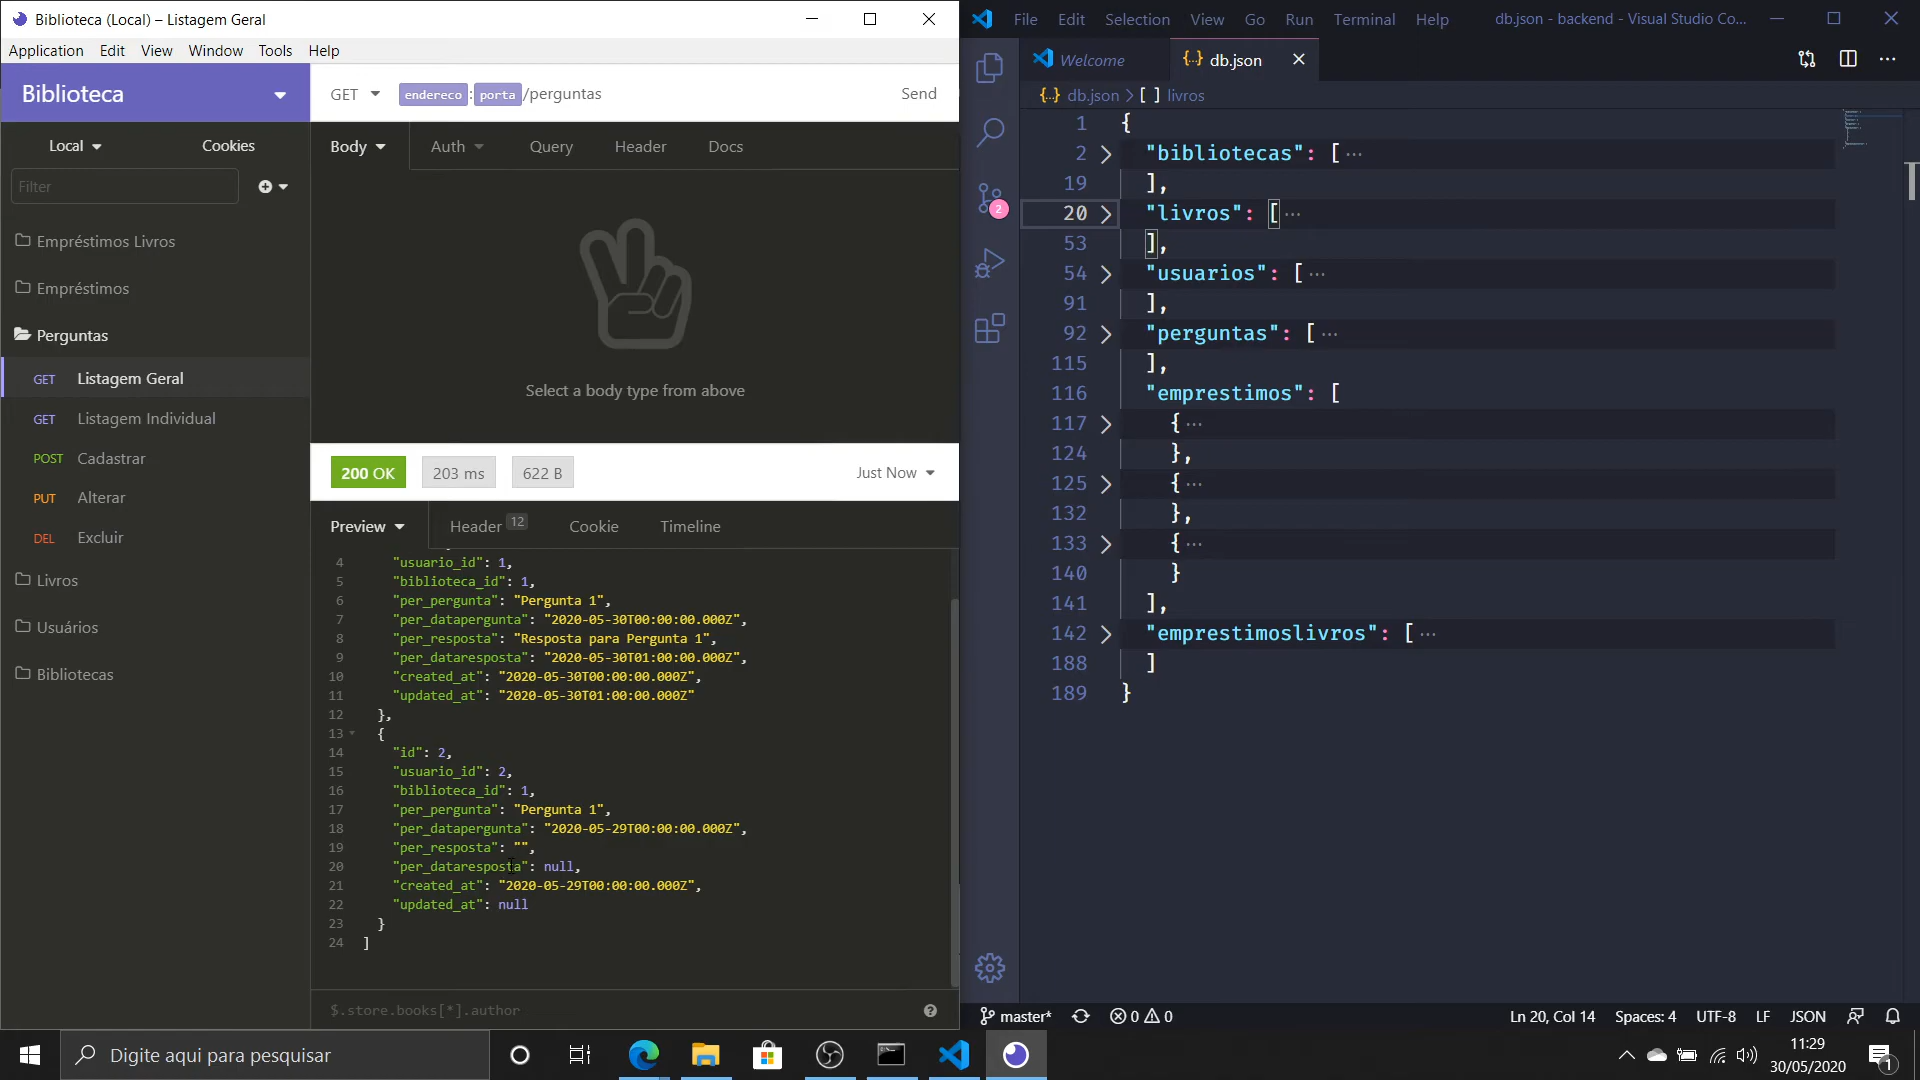 Biblioteca (Local) – Listagem Geral
Application Edit View Window Tools Help
Biblioteca
GET endereco:porta/perguntas Send
Local Cookies
Body Auth Query Header Docs
Filter
Empréstimos Livros
Empréstimos
Perguntas
GET Listagem Geral
GET Listagem Individual
POST Cadastrar
PUT Alterar
DEL Excluir
Livros
Usuários
Bibliotecas
Select a body type from above
200 OK 203 ms 622 B Just Now
Preview Header 12 Cookie Timeline
4 "usuario_id": 1,
5 "biblioteca_id": 1,
6 "per_pergunta": "Pergunta 1",
7 "per_datapergunta": "2020-05-30T00:00:00.000Z",
8 "per_resposta": "Resposta para Pergunta 1",
9 "per_dataresposta": "2020-05-30T01:00:00.000Z",
10 "created_at": "2020-05-30T00:00:00.000Z",
11 "updated_at": "2020-05-30T01:00:00.000Z"
12 },
13 {
14 "id": 2,
15 "usuario_id": 2,
16 "biblioteca_id": 1,
17 "per_pergunta": "Pergunta 1",
18 "per_datapergunta": "2020-05-29T00:00:00.000Z",
19 "per_resposta": "",
20 "per_dataresposta": null,
21 "created_at": "2020-05-29T00:00:00.000Z",
22 "updated_at": null
23 }
24 ]
$.store.books[*].author
File Edit Selection View Go Run Terminal Help db.json - backend - Visual Studio Co...
Welcome {··} db.json
{··} db.json > [ ] livros
2
1 {
2 "bibliotecas": [ ···
19 ],
20 "livros": [ ···
53 ],
54 "usuarios": [ ···
91 ],
92 "perguntas": [ ···
115 ],
116 "emprestimos": [
117 { ···
124 },
125 { ···
132 },
133 { ···
140 }
141 ],
142 "emprestimoslivros": [ ···
188 ]
189 }
master* 0 0 Ln 20, Col 14 Spaces: 4 UTF-8 LF JSON
Digite aqui para pesquisar
11:29
30/05/2020
1